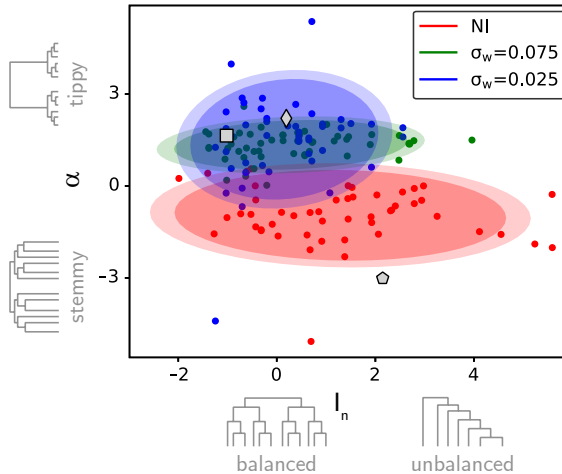 NI
σw=0.075
σw=0.025
tippy
3
0
−3
α
stemmy
−2
0
2
4
In
balanced
unbalanced